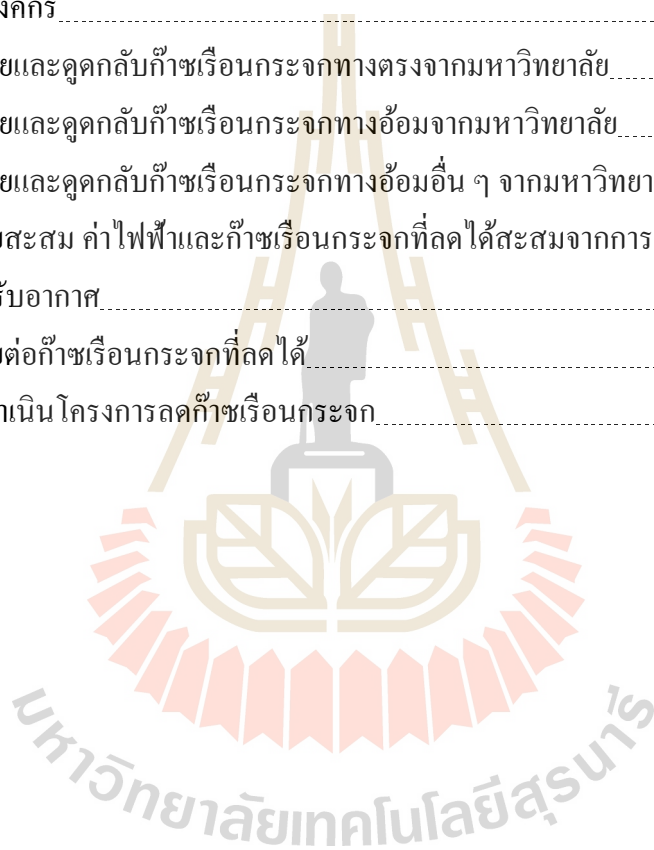 งค์กร
ยและดูดกลับก๊าซเรือนกระจกทางตรงจากมหาวิทยาลัย
ยและดูดกลับก๊าซเรือนกระจกทางอ้อมจากมหาวิทยาลัย
ยและดูดกลับก๊าซเรือนกระจกทางอ้อมอื่น ๆ จากมหาวิทยา
ยสะสม ค่าไฟฟ้าและก๊าซเรือนกระจกที่ลดได้สะสมจากการ
รับอากาศ
ยต่อก๊าซเรือนกระจกที่ลดได้
าเนินโครงการลดก๊าซเรือนกระจก
มหาวิทยาลัยเทคโนโลยีสุรนารี